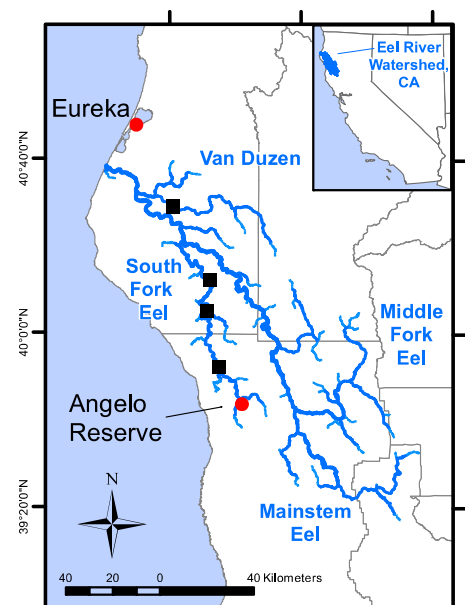 Eel River
Watershed,
CA
Eureka
Van Duzen
40°40'0"N
South
Fork
Eel
Middle
Fork
Eel
40°0'0"N
Angelo
Reserve
N
39°20'0"N
Mainstem
Eel
40 20 0 40 Kilometers